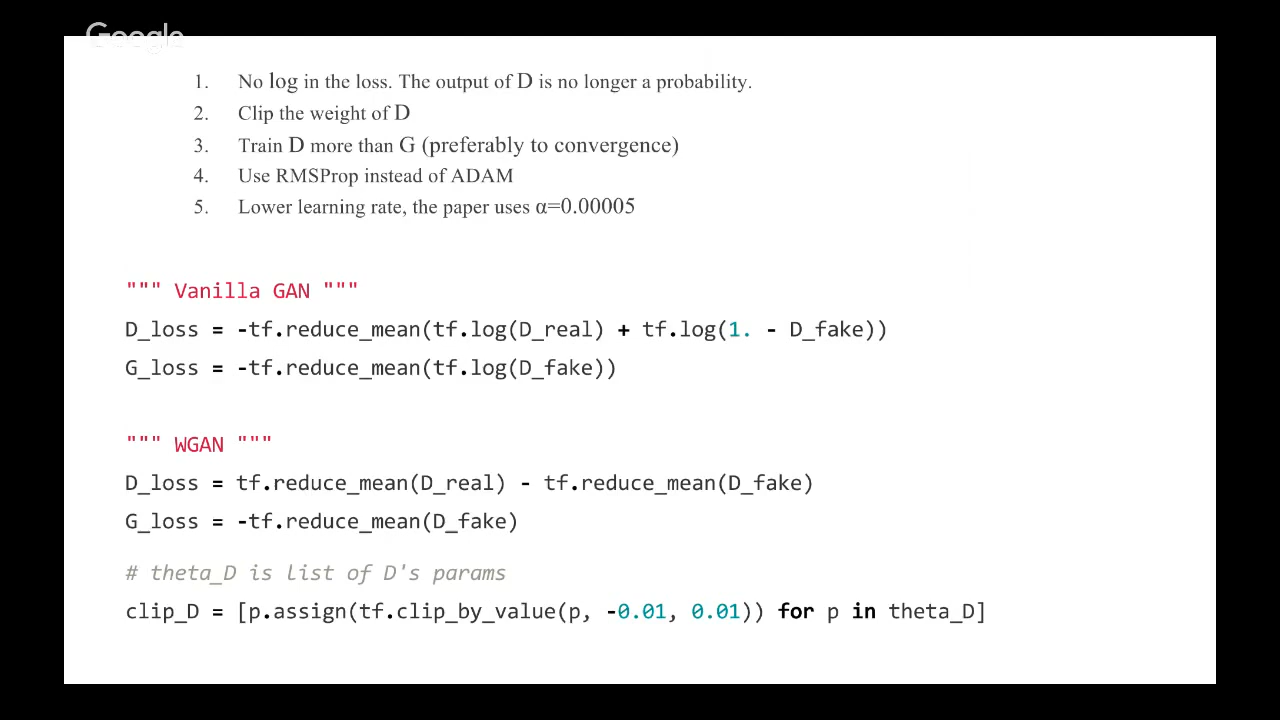 Google
1. No log in the loss. The output of D is no longer a probability.
2. Clip the weight of D
3. Train D more than G (preferably to convergence)
4. Use RMSProp instead of ADAM
5. Lower learning rate, the paper uses α=0.00005
""" Vanilla GAN """
D_loss = -tf.reduce_mean(tf.log(D_real) + tf.log(1. - D_fake))
G_loss = -tf.reduce_mean(tf.log(D_fake))
""" WGAN """
D_loss = tf.reduce_mean(D_real) - tf.reduce_mean(D_fake)
G_loss = -tf.reduce_mean(D_fake)
# theta_D is list of D's params
clip_D = [p.assign(tf.clip_by_value(p, -0.01, 0.01)) for p in theta_D]